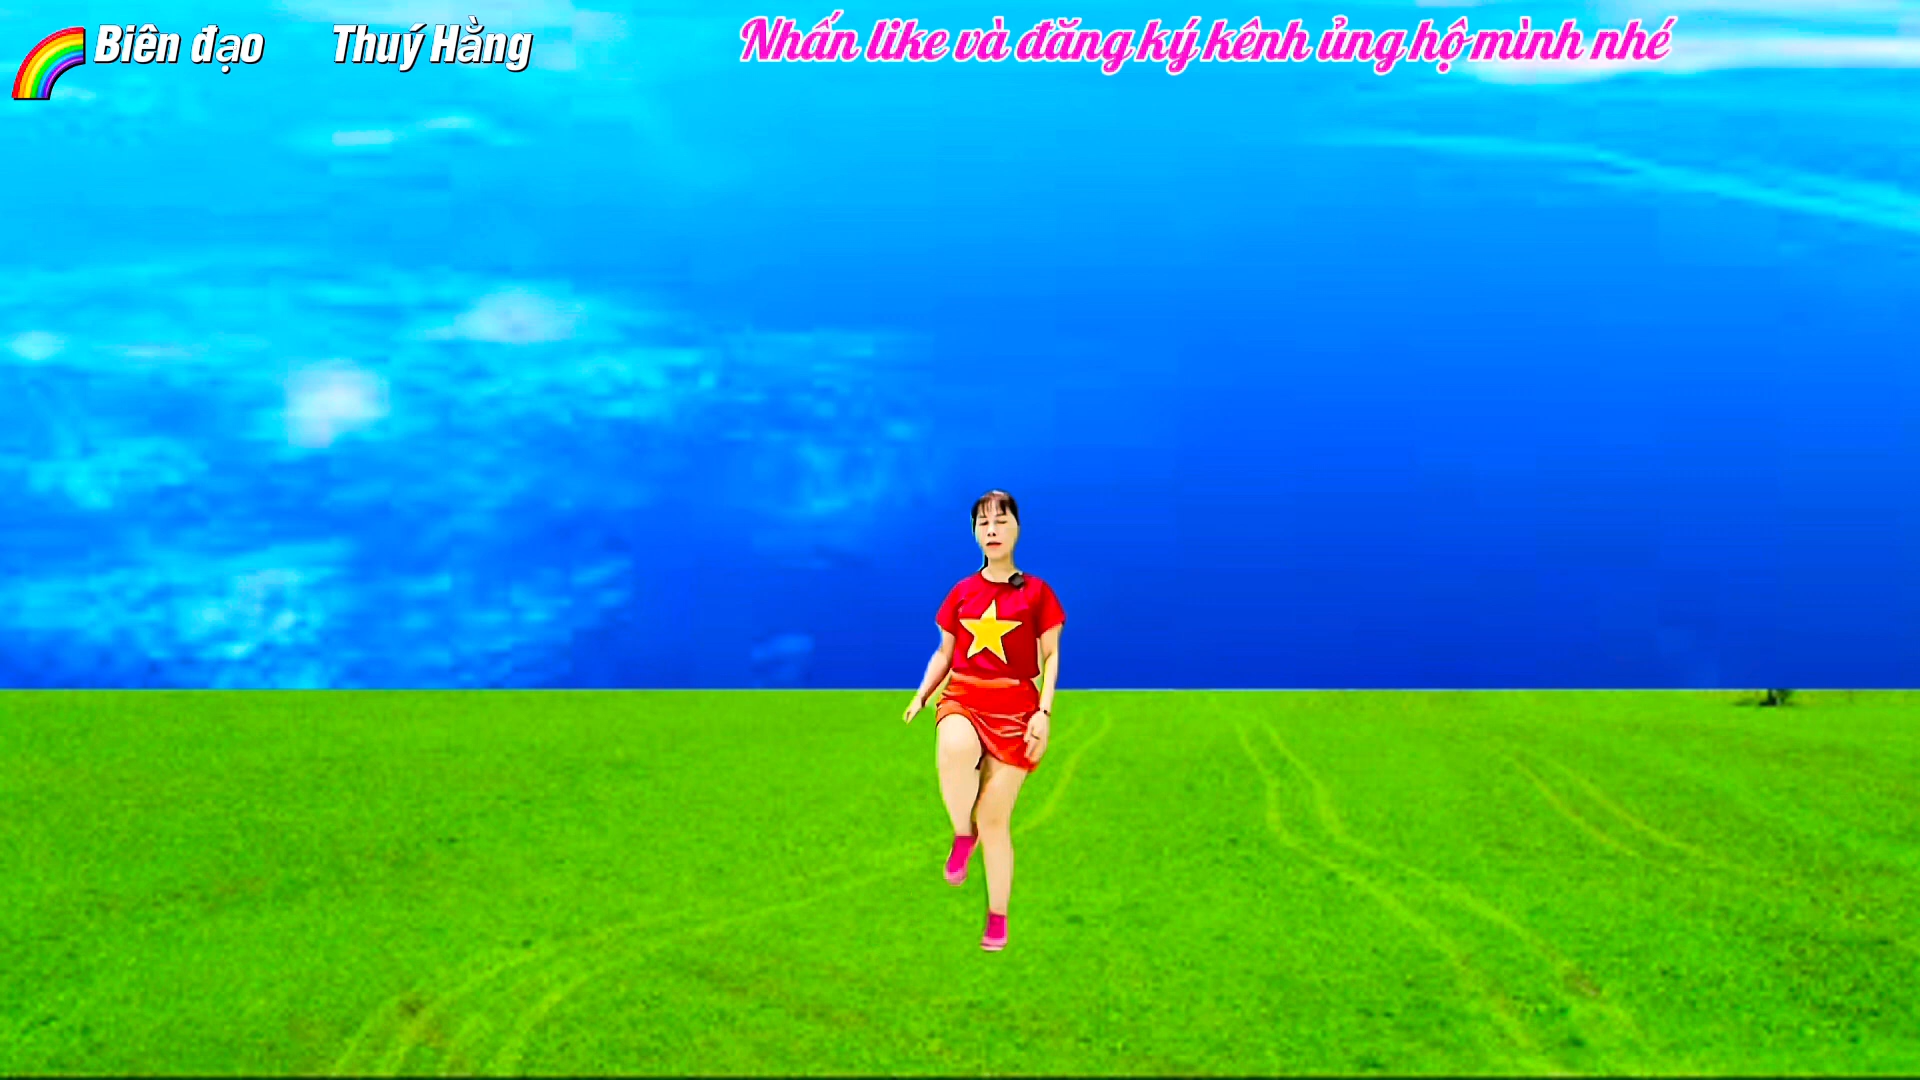 Biên đạo Thuý Hằng
Nhấn like và đăng ký kênh ủng hộ mình nhé